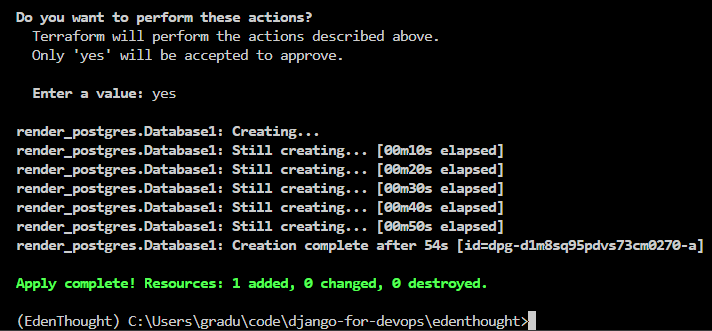 Do you want to perform these actions?
Terraform will perform the actions described above.
Only 'yes' will be accepted to approve.
Enter a value: yes
render_postgres.Database1: Creating...
render_postgres.Database1: Still creating... [00m10s elapsed]
render_postgres.Database1: Still creating... [00m20s elapsed]
render_postgres.Database1: Still creating... [00m30s elapsed]
render_postgres.Database1: Still creating... [00m40s elapsed]
render_postgres.Database1: Still creating... [00m50s elapsed]
render_postgres.Database1: Creation complete after 54s [id=dpg-d1m8sq95pdvs73cm0270-a]
Apply complete! Resources: 1 added, 0 changed, 0 destroyed.
(EdenThought) C:\Users\gradu\code\django-for-devops\edenthought>